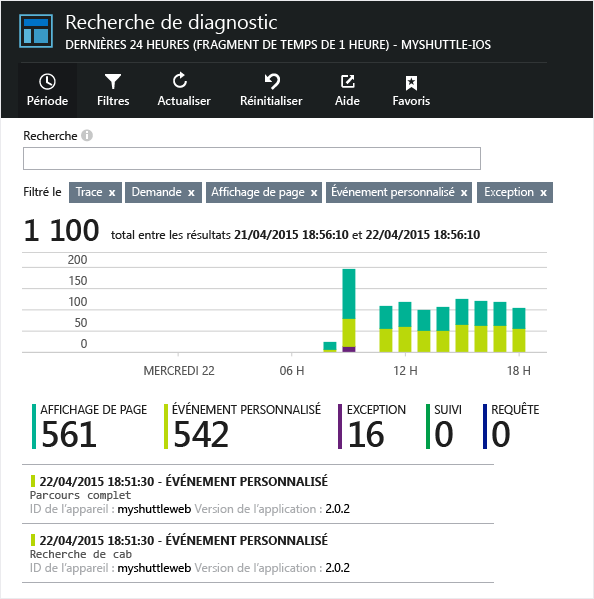 Recherche de diagnostic
DERNIÈRES 24 HEURES (FRAGMENT DE TEMPS DE 1 HEURE) - MYSHUTTLE-IOS
Période Filtres Actualiser Réinitialiser Aide Favoris
Recherche
Filtré le Trace x Demande x Affichage de page x Événement personnalisé x Exception x
1 100 total entre les résultats 21/04/2015 18:56:10 et 22/04/2015 18:56:10
200
150
100
50
0
MERCREDI 22 06 H 12 H 18 H
AFFICHAGE DE PAGE ÉVÉNEMENT PERSONNALISÉ EXCEPTION SUIVI REQUÊTE
561 542 16 0 0
22/04/2015 18:51:30 - ÉVÉNEMENT PERSONNALISÉ
Parcours complet
ID de l'appareil : myshuttleweb Version de l'application : 2.0.2
22/04/2015 18:51:30 - ÉVÉNEMENT PERSONNALISÉ
Recherche de cab
ID de l'appareil : myshuttleweb Version de l'application : 2.0.2